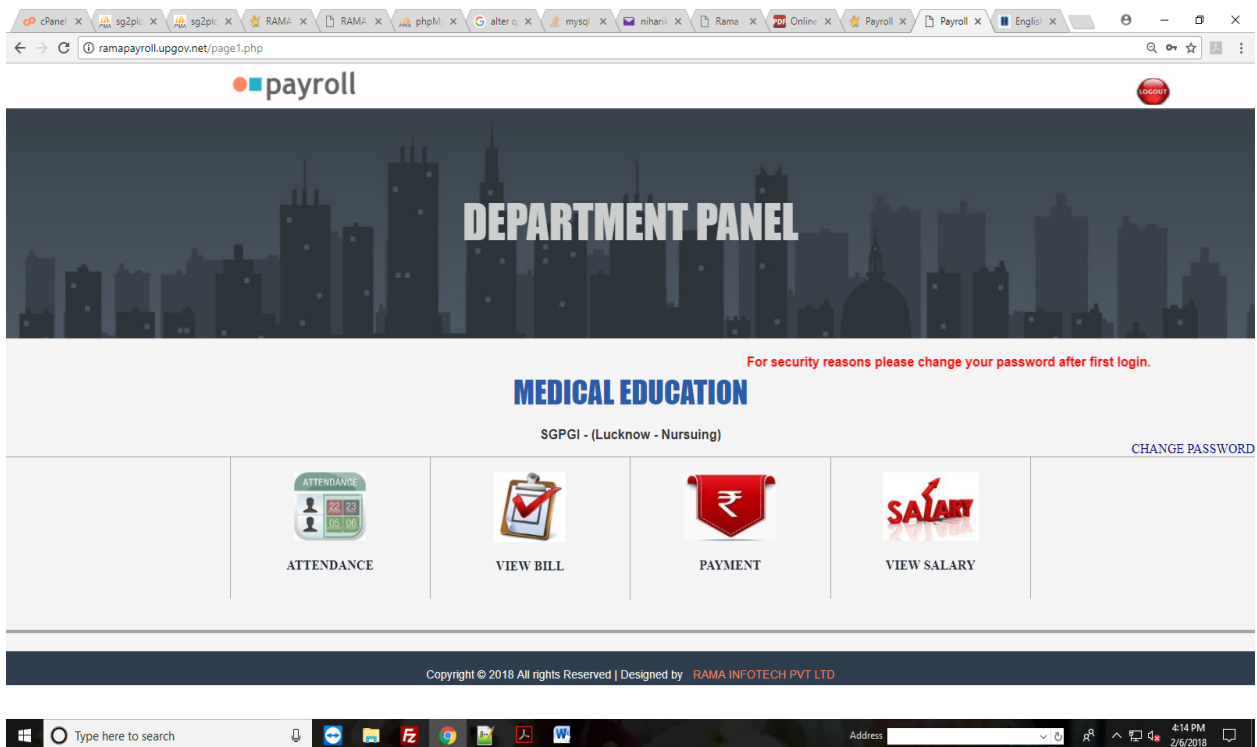 cPanel sg2plc sg2plc RAMA RAMA phpM alter q mysql niharik Rama Online Payroll Payroll Englis
ramapayroll.upgov.net/page1.php
payroll
LOGOUT
DEPARTMENT PANEL
For security reasons please change your password after first login.
MEDICAL EDUCATION
SGPGI - (Lucknow - Nursuing)
CHANGE PASSWORD
ATTENDANCE
22 23
05 06
SALARY
ATTENDANCE VIEW BILL PAYMENT VIEW SALARY
Copyright © 2018 All rights Reserved | Designed by RAMA INFOTECH PVT LTD
Type here to search
Address
4:14 PM
2/6/2018